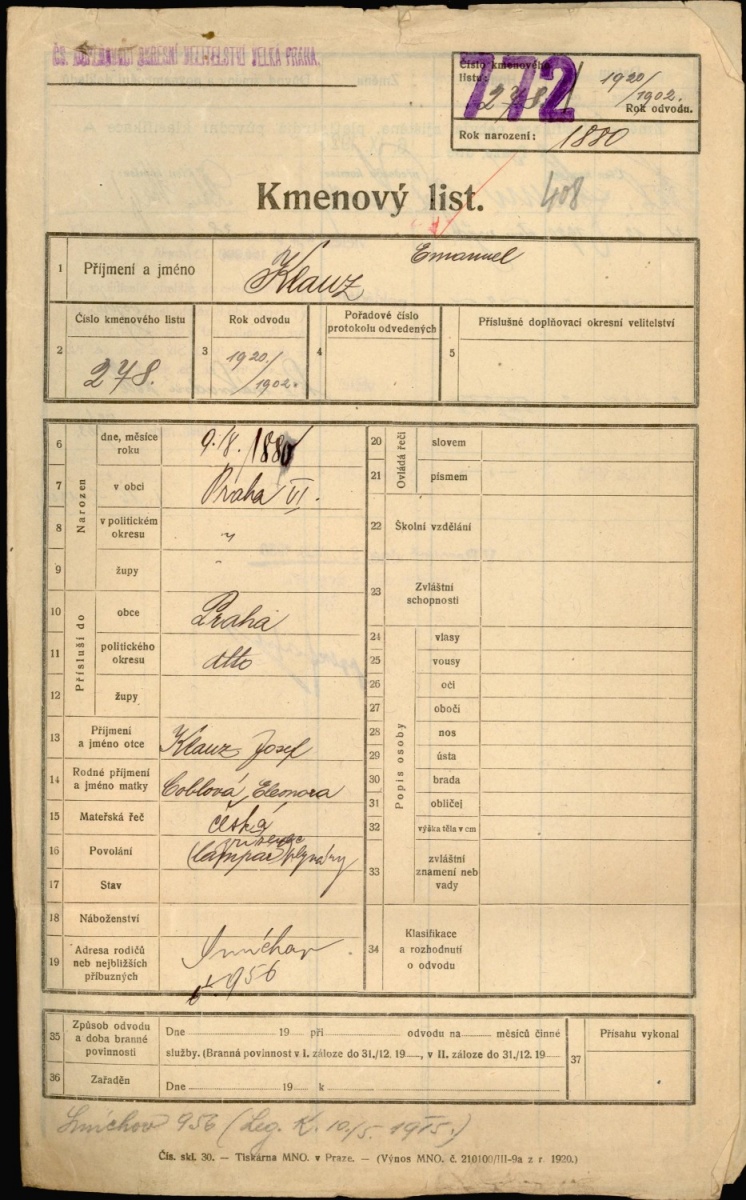 ČS. DOPLŇOVACÍ OKRESNÍ VELITELSTVÍ VELKÁ PRAHA.
772
Číslo kmenového listu: 278. 1920/1902. Rok odvodu.
Rok narození: 1880
Kmenový list. 408
1 Příjmení a jméno Klauz Emanuel
2 Číslo kmenového listu 278.
3 Rok odvodu 1920/1902.
4 Pořadové číslo protokolu odvedených
5 Příslušné doplňovací okresní velitelství
Narozen
6 dne, měsíce roku 9./8. 1880
7 v obci Praha VI.
8 v politickém okresu "
9 župy "
Přísluší do
10 obce Praha
11 politického okresu dtto
12 župy
13 Příjmení a jméno otce Klauz Josef
14 Rodné příjmení a jméno matky Coblová Eleonora
15 Mateřská řeč česká
16 Povolání (lampář) plynárny
17 Stav
18 Náboženství
19 Adresa rodičů neb nejbližších příbuzných Smíchov 956
Ovládá řeči
20 slovem
21 písmem
22 Školní vzdělání
23 Zvláštní schopnosti
Popis osoby
24 vlasy
25 vousy
26 oči
27 obočí
28 nos
29 ústa
30 brada
31 obličej
32 výška těla v cm
33 zvláštní znamení neb vady
34 Klasifikace a rozhodnutí o odvodu
35 Způsob odvodu a doba branné povinnosti
Dne 19 při odvodu na měsíců činné
služby. (Branná povinnost v I. záloze do 31./12. 19 , v II. záloze do 31./12. 19
36 Zařaděn Dne 19 k
37 Přísahu vykonal
Smíchov 956 (Leg. K. 10/5. 1915.)
Čís. skl. 30. — Tiskárna MNO. v Praze. — (Výnos MNO. č. 210100/III-9a z r. 1920.)